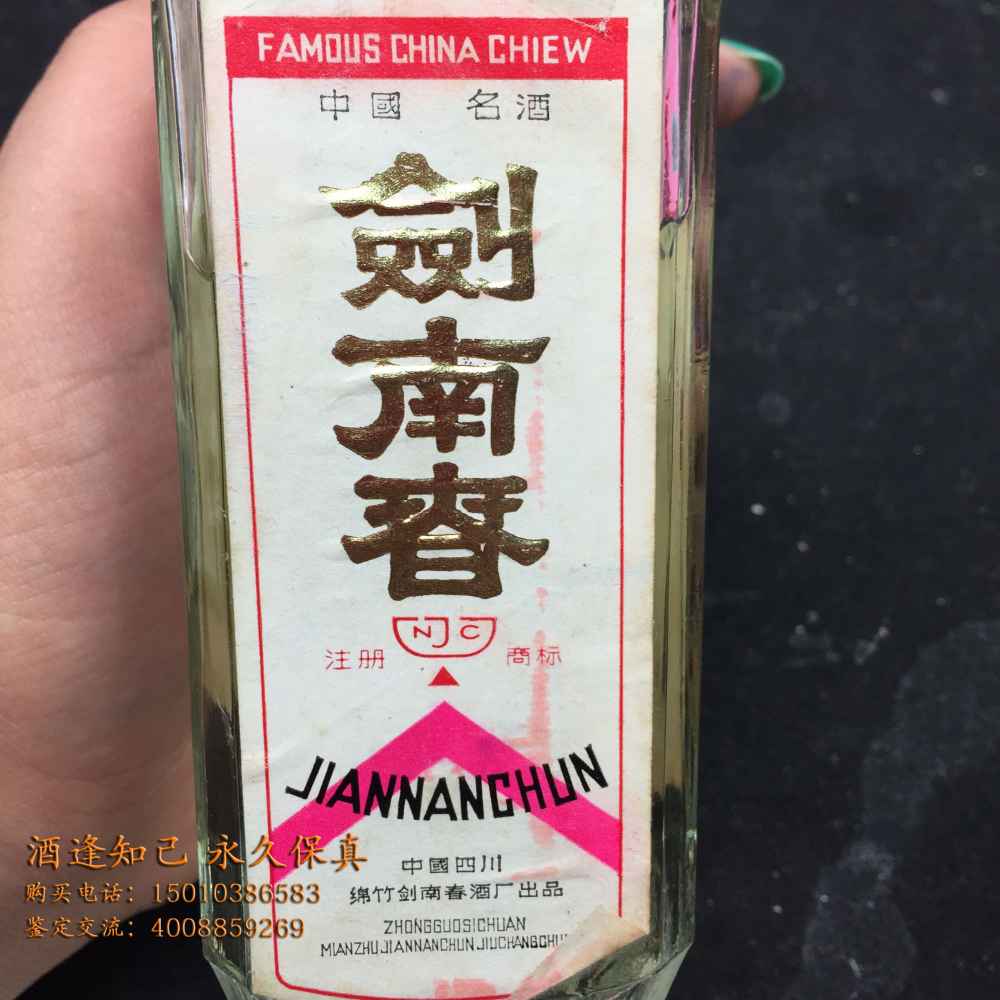 FAMOUS CHINA CHIEW
中國 名酒
劍南春
NJC
注册 商标
JIANNANCHUN
中國四川
绵竹剑南春酒厂出品
ZHONGGUOSICHUAN
MIANZHUJIANNANCHUNJIUCHANGCHU
酒逢知己 永久保真
购买电话：15010386583
鉴定交流：4008859269